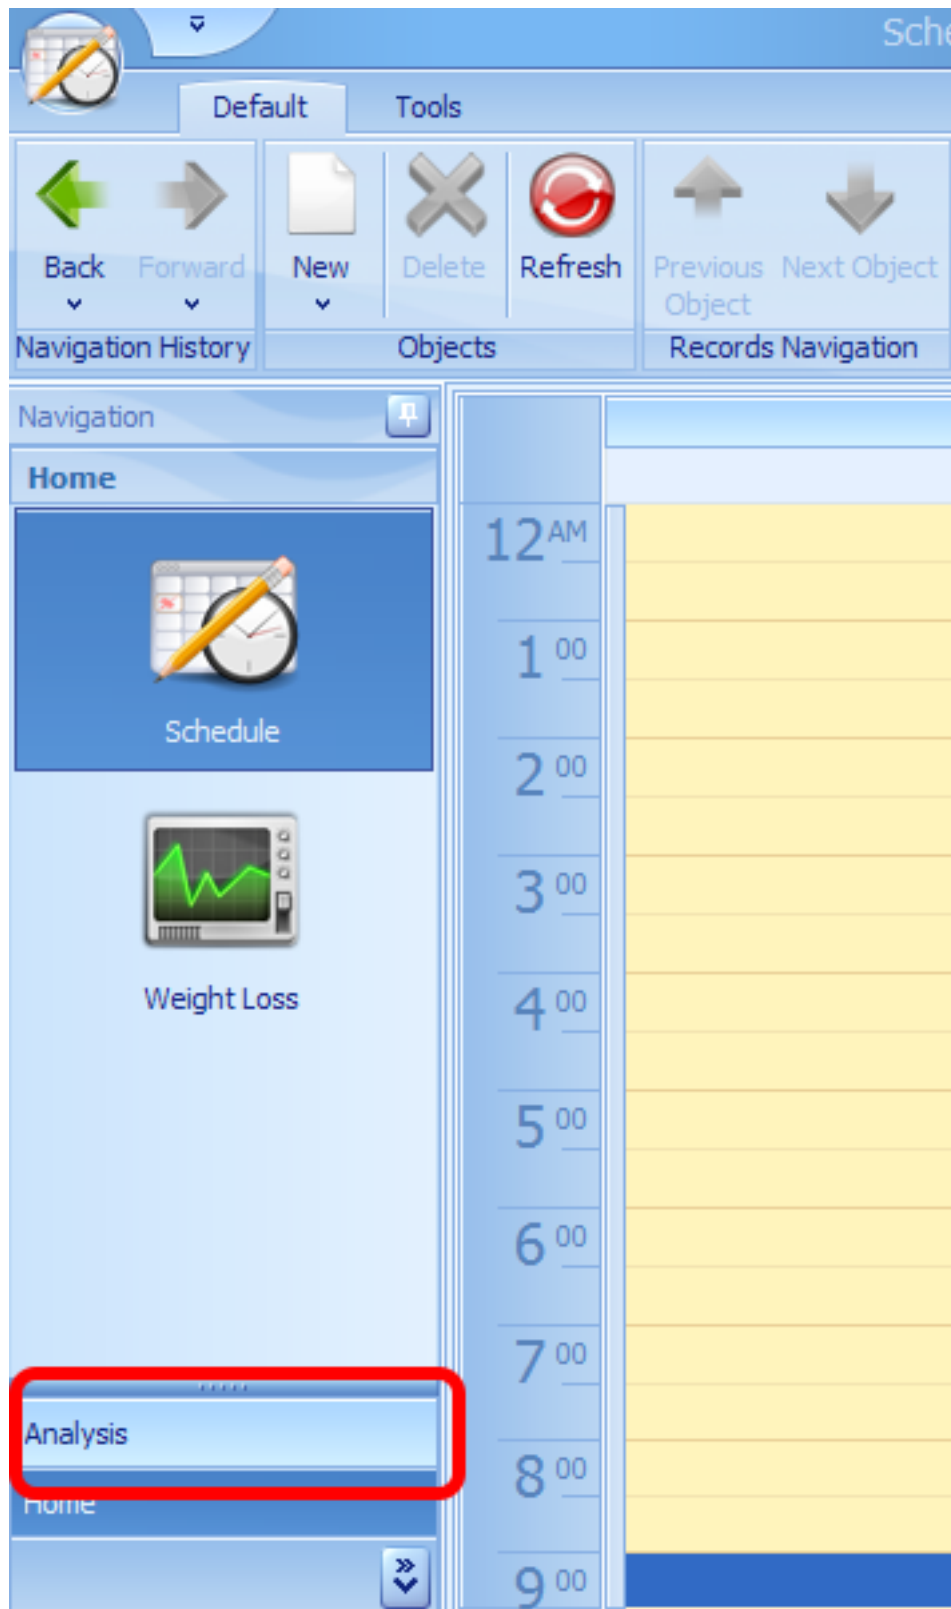 Sche
Default Tools
Back Forward New Delete Refresh Previous Object Next Object
Navigation History Objects Records Navigation
Navigation
Home
Schedule
Weight Loss
Analysis
Home
12 AM
1 00
2 00
3 00
4 00
5 00
6 00
7 00
8 00
9 00